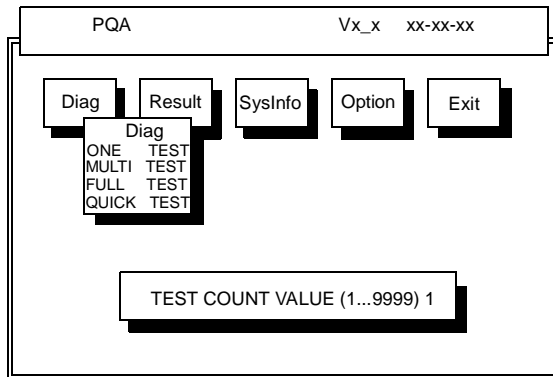 PQA Vx_x xx-xx-xx
Diag Result SysInfo Option Exit
Diag
ONE TEST
MULTI TEST
FULL TEST
QUICK TEST
TEST COUNT VALUE (1...9999) 1